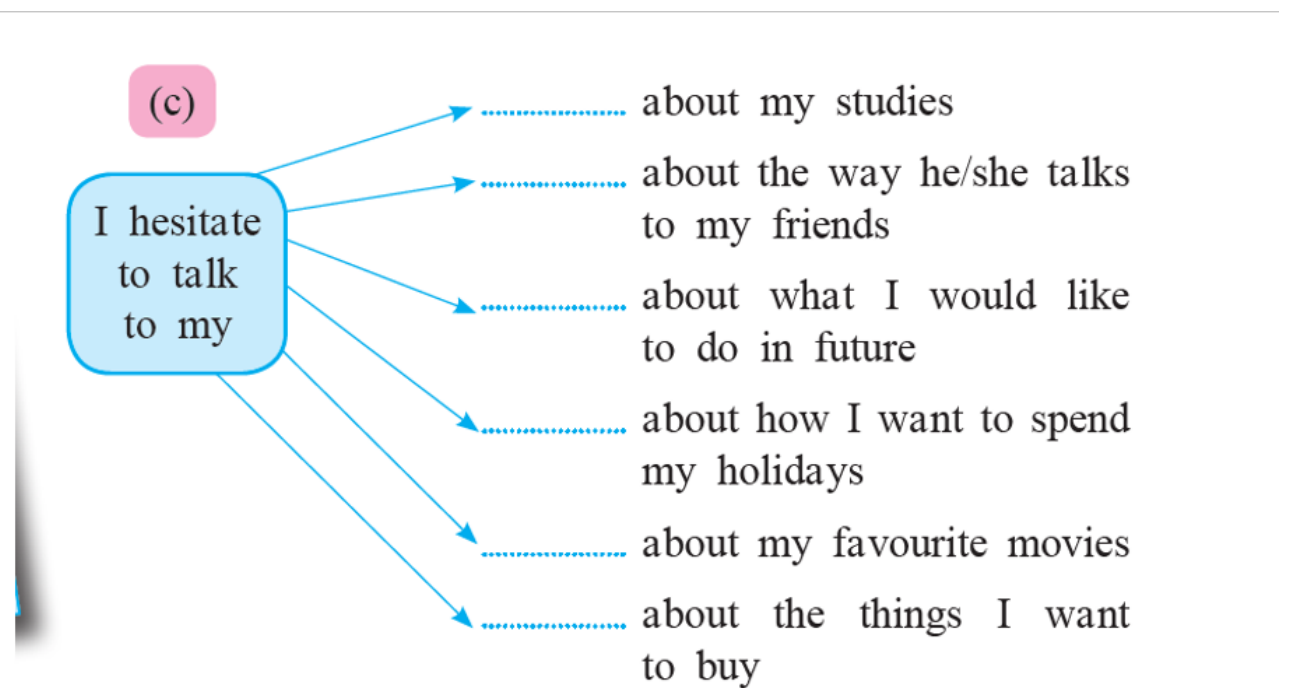 (c)
I hesitate
to talk
to my
................ about my studies
................ about the way he/she talks
to my friends
................ about what I would like
to do in future
................ about how I want to spend
my holidays
................ about my favourite movies
................ about the things I want
to buy